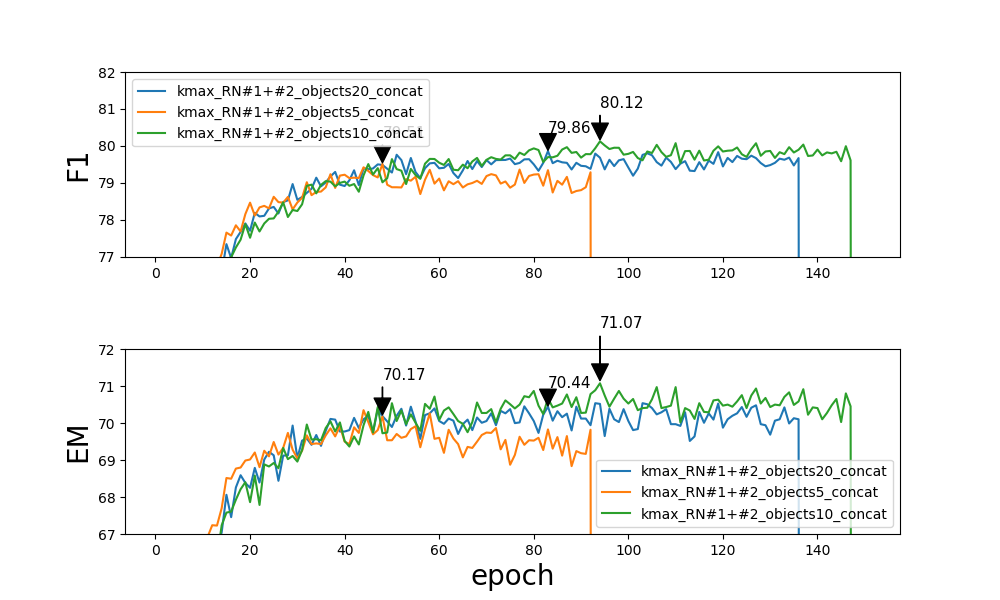 82
81
80
79
78
77
F1
kmax_RN#1+#2_objects20_concat
kmax_RN#1+#2_objects5_concat
kmax_RN#1+#2_objects10_concat
79.86
80.12
0 20 40 60 80 100 120 140
72
71
70
69
68
67
EM
70.17
70.44
71.07
kmax_RN#1+#2_objects20_concat
kmax_RN#1+#2_objects5_concat
kmax_RN#1+#2_objects10_concat
0 20 40 60 80 100 120 140
epoch